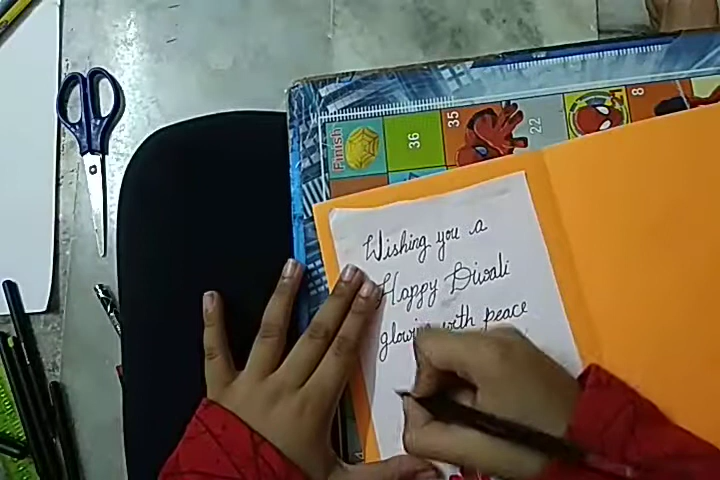 Finish
36
35
22
8
Wishing you a
Happy Diwali
glowing with peace